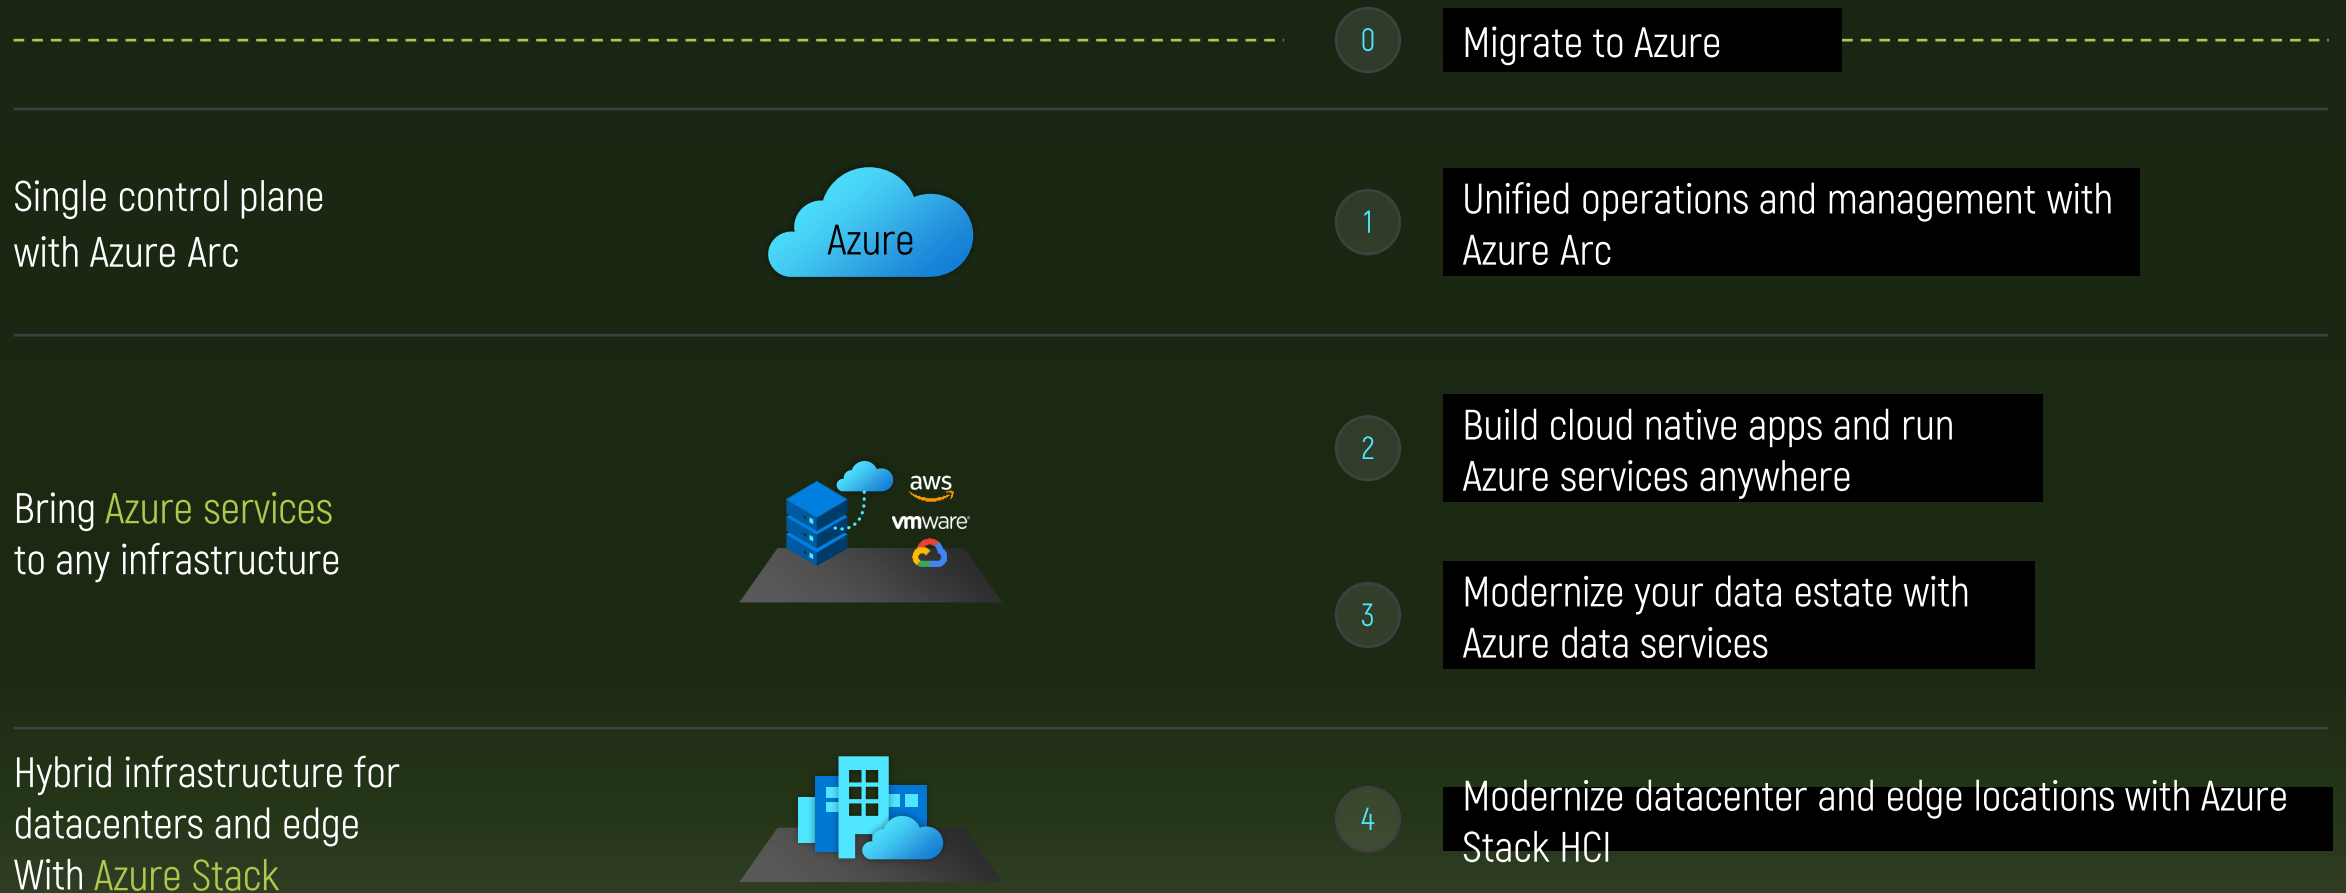 0
Migrate to Azure
Single control plane
with Azure Arc
Azure
1
Unified operations and management with
Azure Arc
Bring Azure services
to any infrastructure
aws
vmware®
2
Build cloud native apps and run
Azure services anywhere
3
Modernize your data estate with
Azure data services
Hybrid infrastructure for
datacenters and edge
With Azure Stack
4
Modernize datacenter and edge locations with Azure
Stack HCI